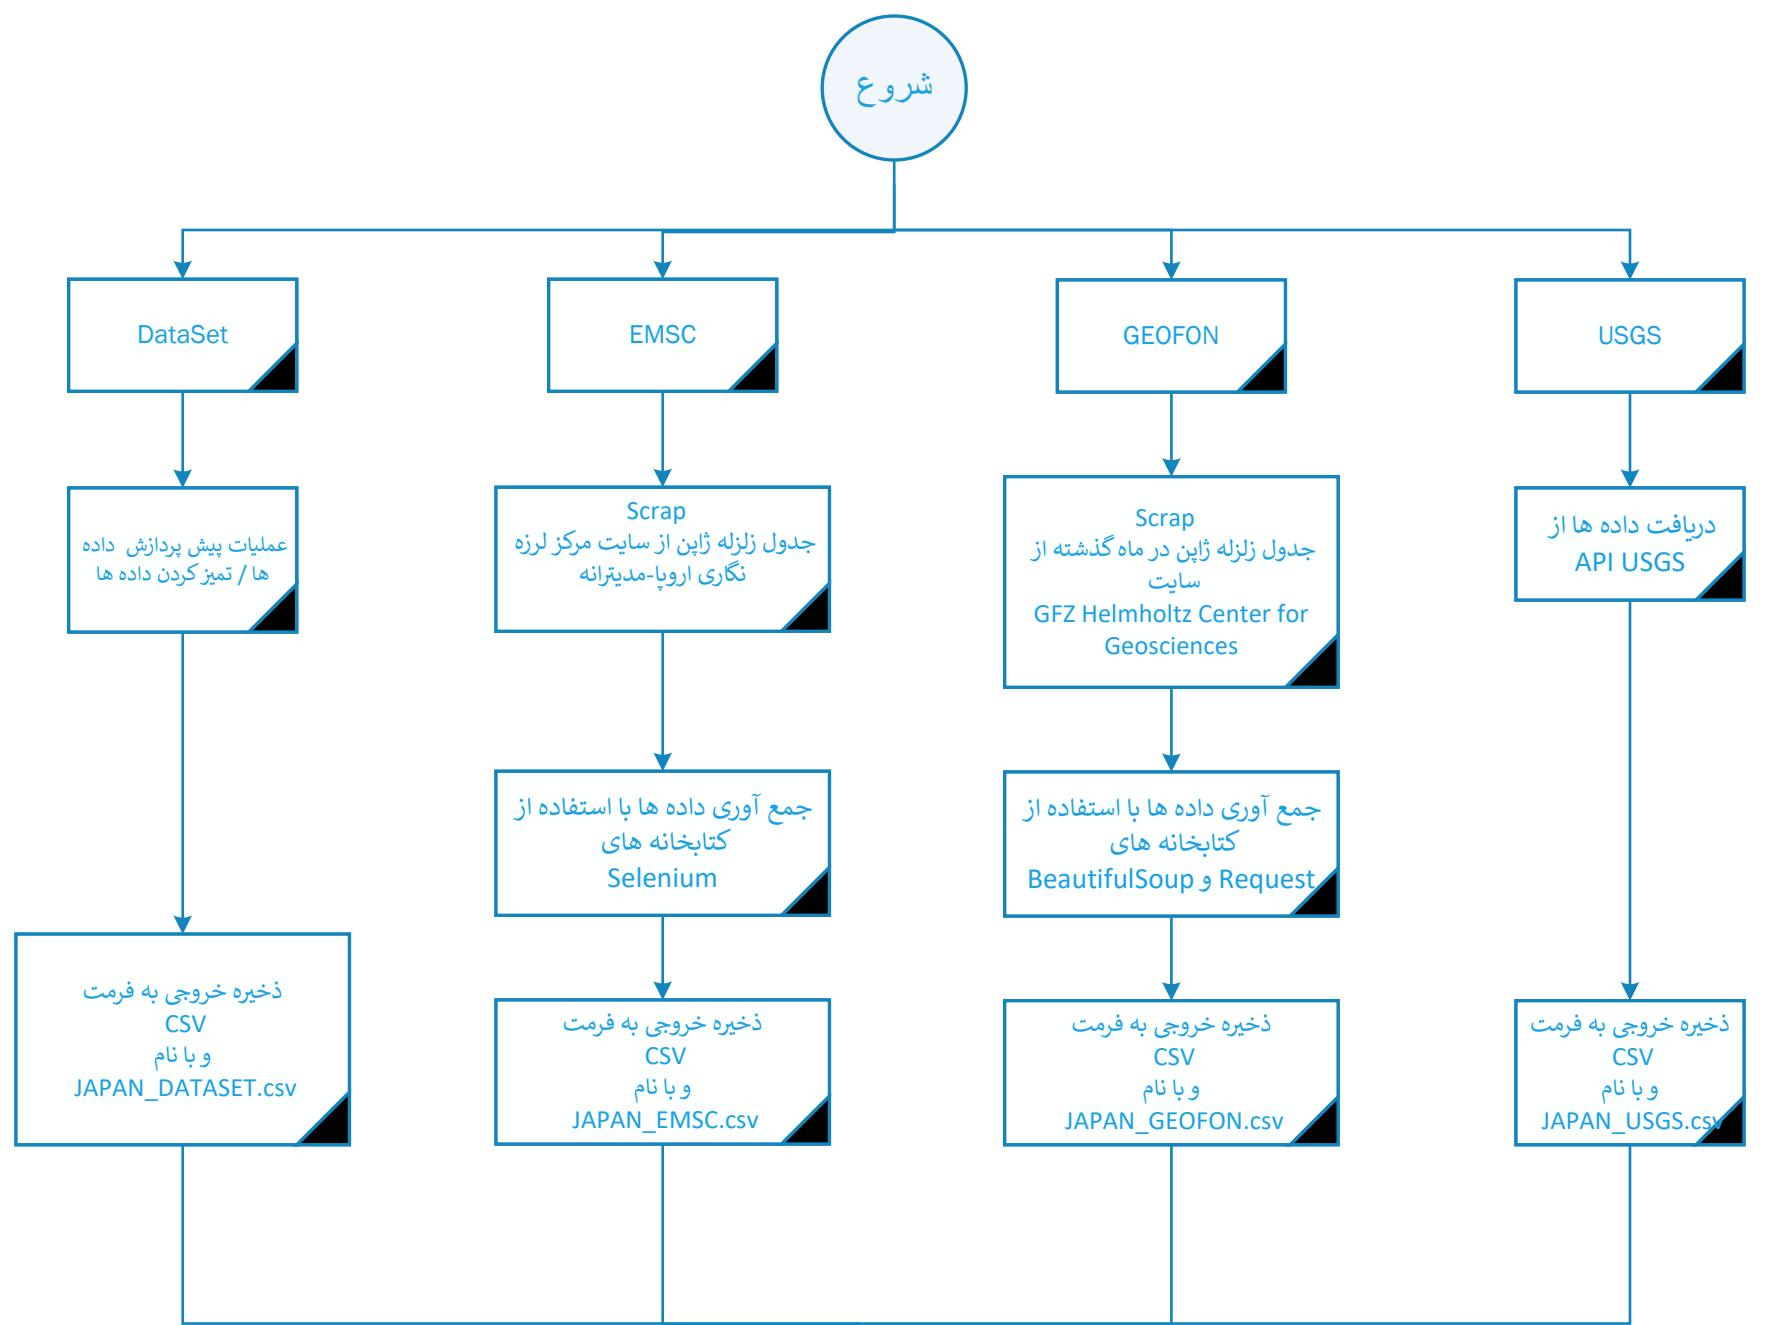 شروع
DataSet
EMSC
GEOFON
USGS
عملیات پیش پردازش داده
ها / تمیز کردن داده ها
Scrap
جدول زلزله ژاپن از سایت مرکز لرزه
نگاری اروپا-مدیترانه
Scrap
جدول زلزله ژاپن در ماه گذشته از
سایت
GFZ Helmholtz Center for
Geosciences
دریافت داده ها از
API USGS
جمع آوری داده ها با استفاده از
کتابخانه های
Selenium
جمع آوری داده ها با استفاده از
کتابخانه های
BeautifulSoup و Request
ذخیره خروجی به فرمت
CSV
و با نام
JAPAN_DATASET.csv
ذخیره خروجی به فرمت
CSV
و با نام
JAPAN_EMSC.csv
ذخیره خروجی به فرمت
CSV
و با نام
JAPAN_GEOFON.csv
ذخیره خروجی به فرمت
CSV
و با نام
JAPAN_USGS.csv